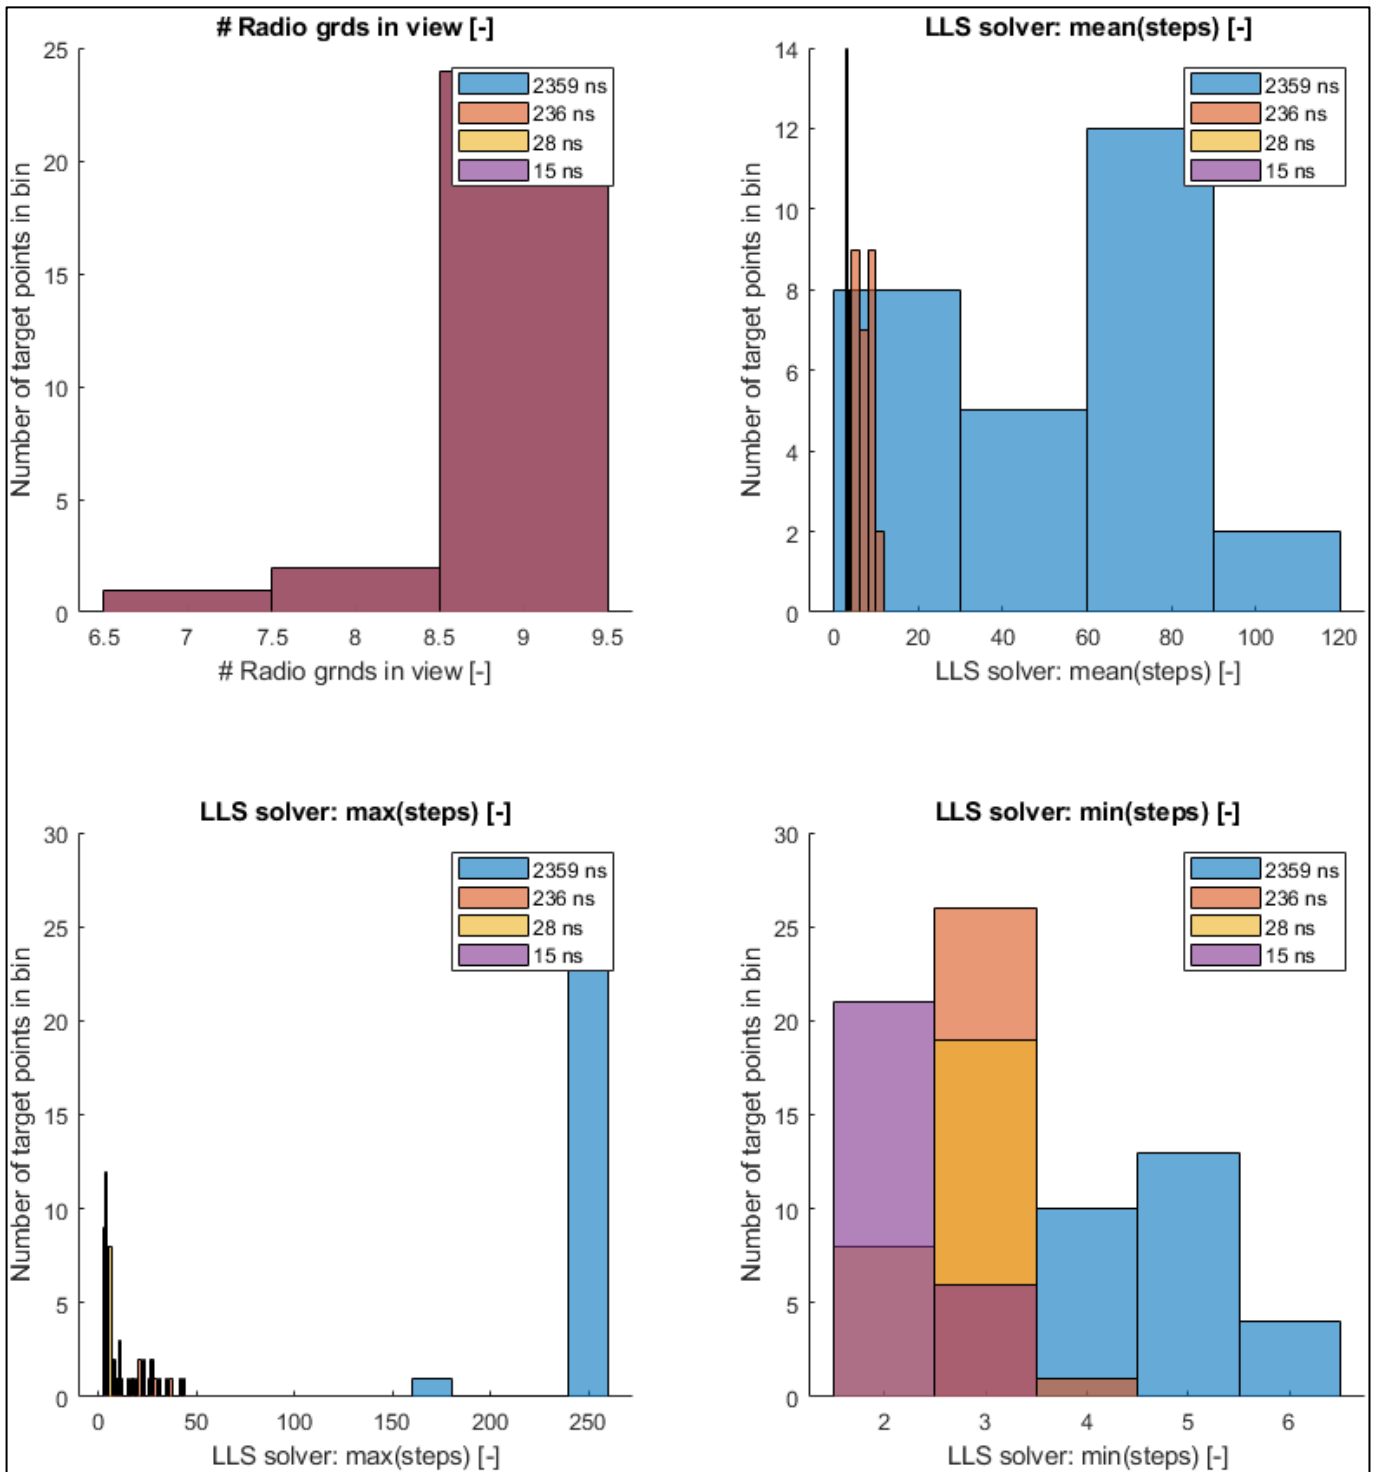 # Radio grds in view [-]
25
20
15
10
5
0
Number of target points in bin
2359 ns
236 ns
28 ns
15 ns
6.5 7 7.5 8 8.5 9 9.5
# Radio grnds in view [-]
LLS solver: mean(steps) [-]
14
12
10
8
6
4
2
0
Number of target points in bin
2359 ns
236 ns
28 ns
15 ns
0 20 40 60 80 100 120
LLS solver: mean(steps) [-]
LLS solver: max(steps) [-]
30
25
20
15
10
5
0
Number of target points in bin
2359 ns
236 ns
28 ns
15 ns
0 50 100 150 200 250
LLS solver: max(steps) [-]
LLS solver: min(steps) [-]
30
25
20
15
10
5
0
Number of target points in bin
2359 ns
236 ns
28 ns
15 ns
2 3 4 5 6
LLS solver: min(steps) [-]